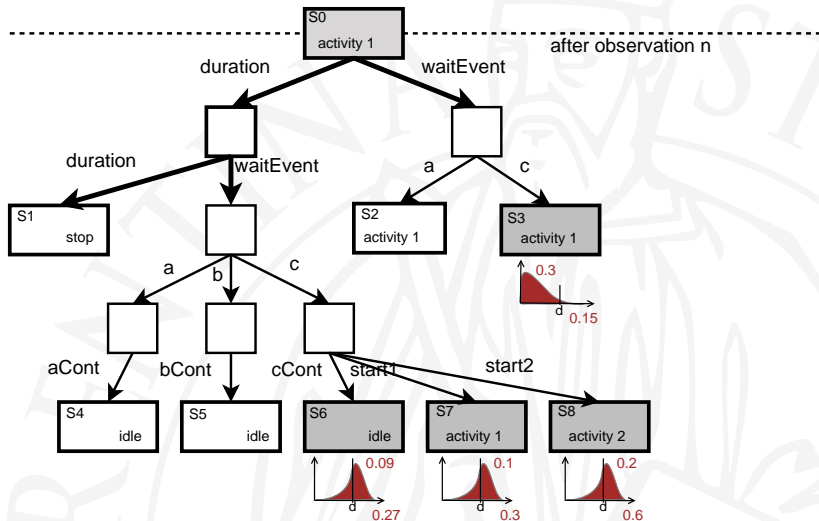 S0
activity 1
after observation n
duration
waitEvent
duration
waitEvent
a
c
S1
stop
S2
activity 1
S3
activity 1
a
b
c
0.3
d
0.15
aCont
bCont
cCont
start1
start2
S4
idle
S5
idle
S6
idle
S7
activity 1
S8
activity 2
0.09
d
0.27
0.1
d
0.3
0.2
d
0.6